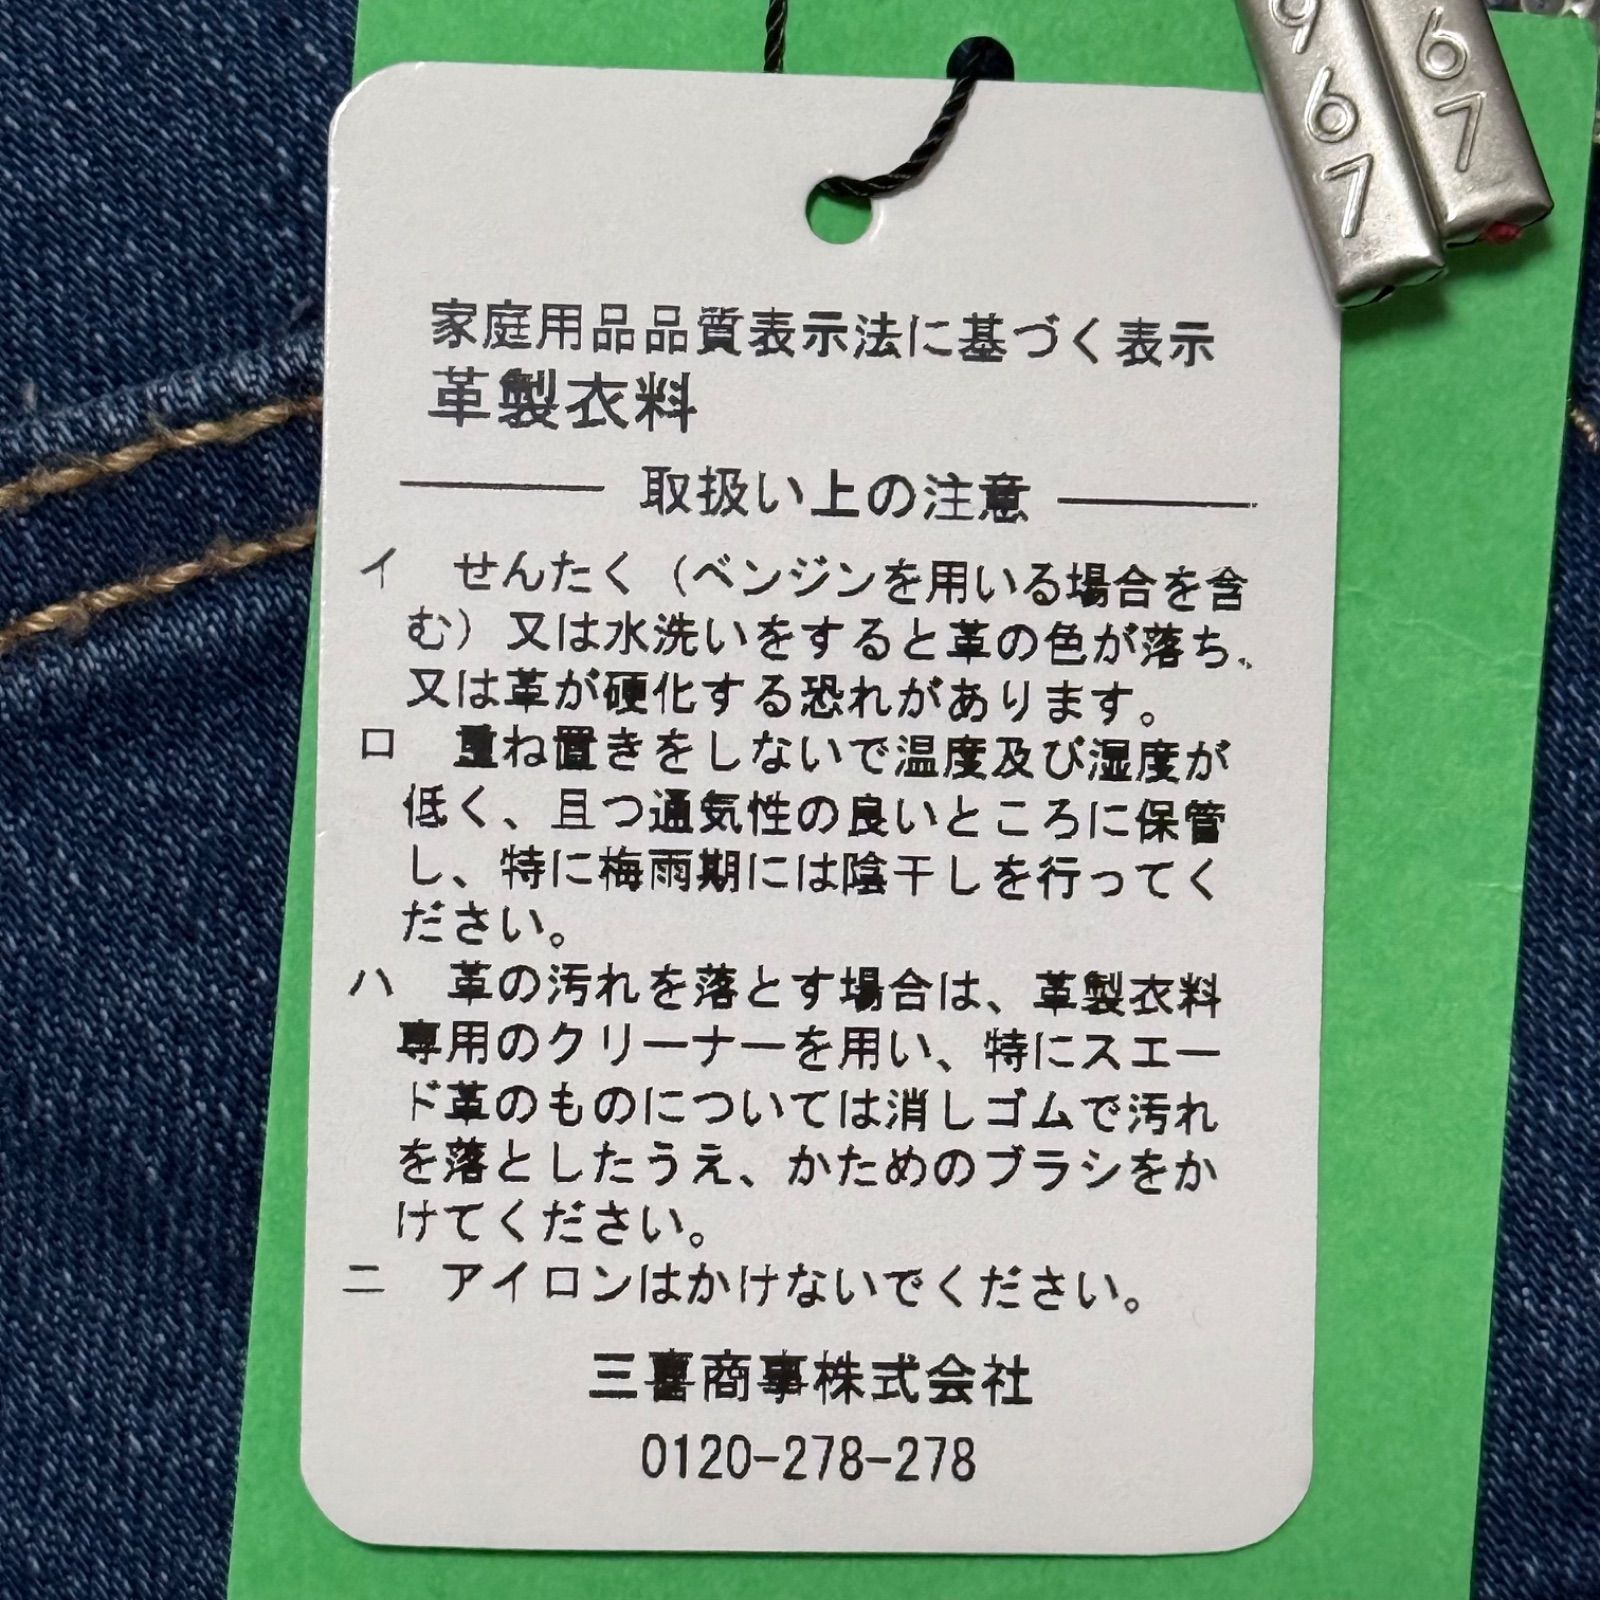 967
67
家庭用品品質表示法に基づく表示
革製衣料
取扱い上の注意
イ　せんたく（ベンジンを用いる場合を含
む）又は水洗いをすると革の色が落ち、
又は革が硬化する恐れがあります。
ロ　重ね置きをしないで温度及び湿度が
低く、且つ通気性の良いところに保管
し、特に梅雨期には陰干しを行ってく
ださい。
ハ　革の汚れを落とす場合は、革製衣料
専用のクリーナーを用い、特にスエー
ド革のものについては消しゴムで汚れ
を落としたうえ、かためのブラシをか
けてください。
ニ　アイロンはかけないでください。
三喜商事株式会社
0120-278-278